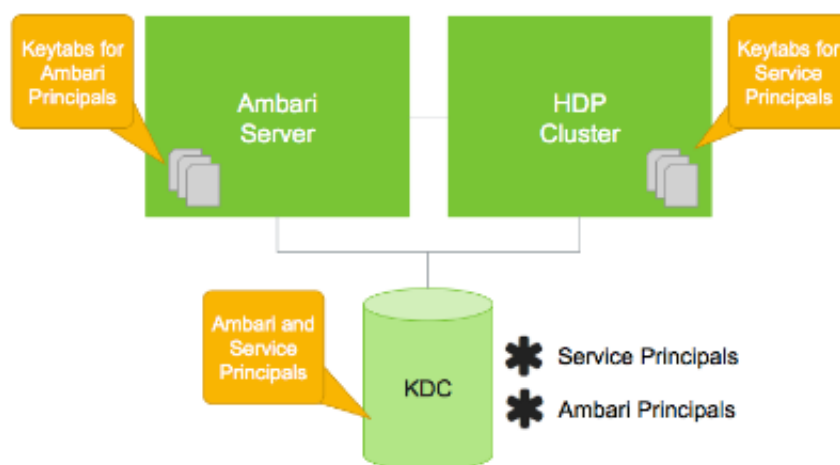 Keytabs for
Ambari
Principals
Ambari
Server
HDP
Cluster
Keytabs for
Service
Principals
Ambari and
Service
Principals
KDC
Service Principals
Ambari Principals